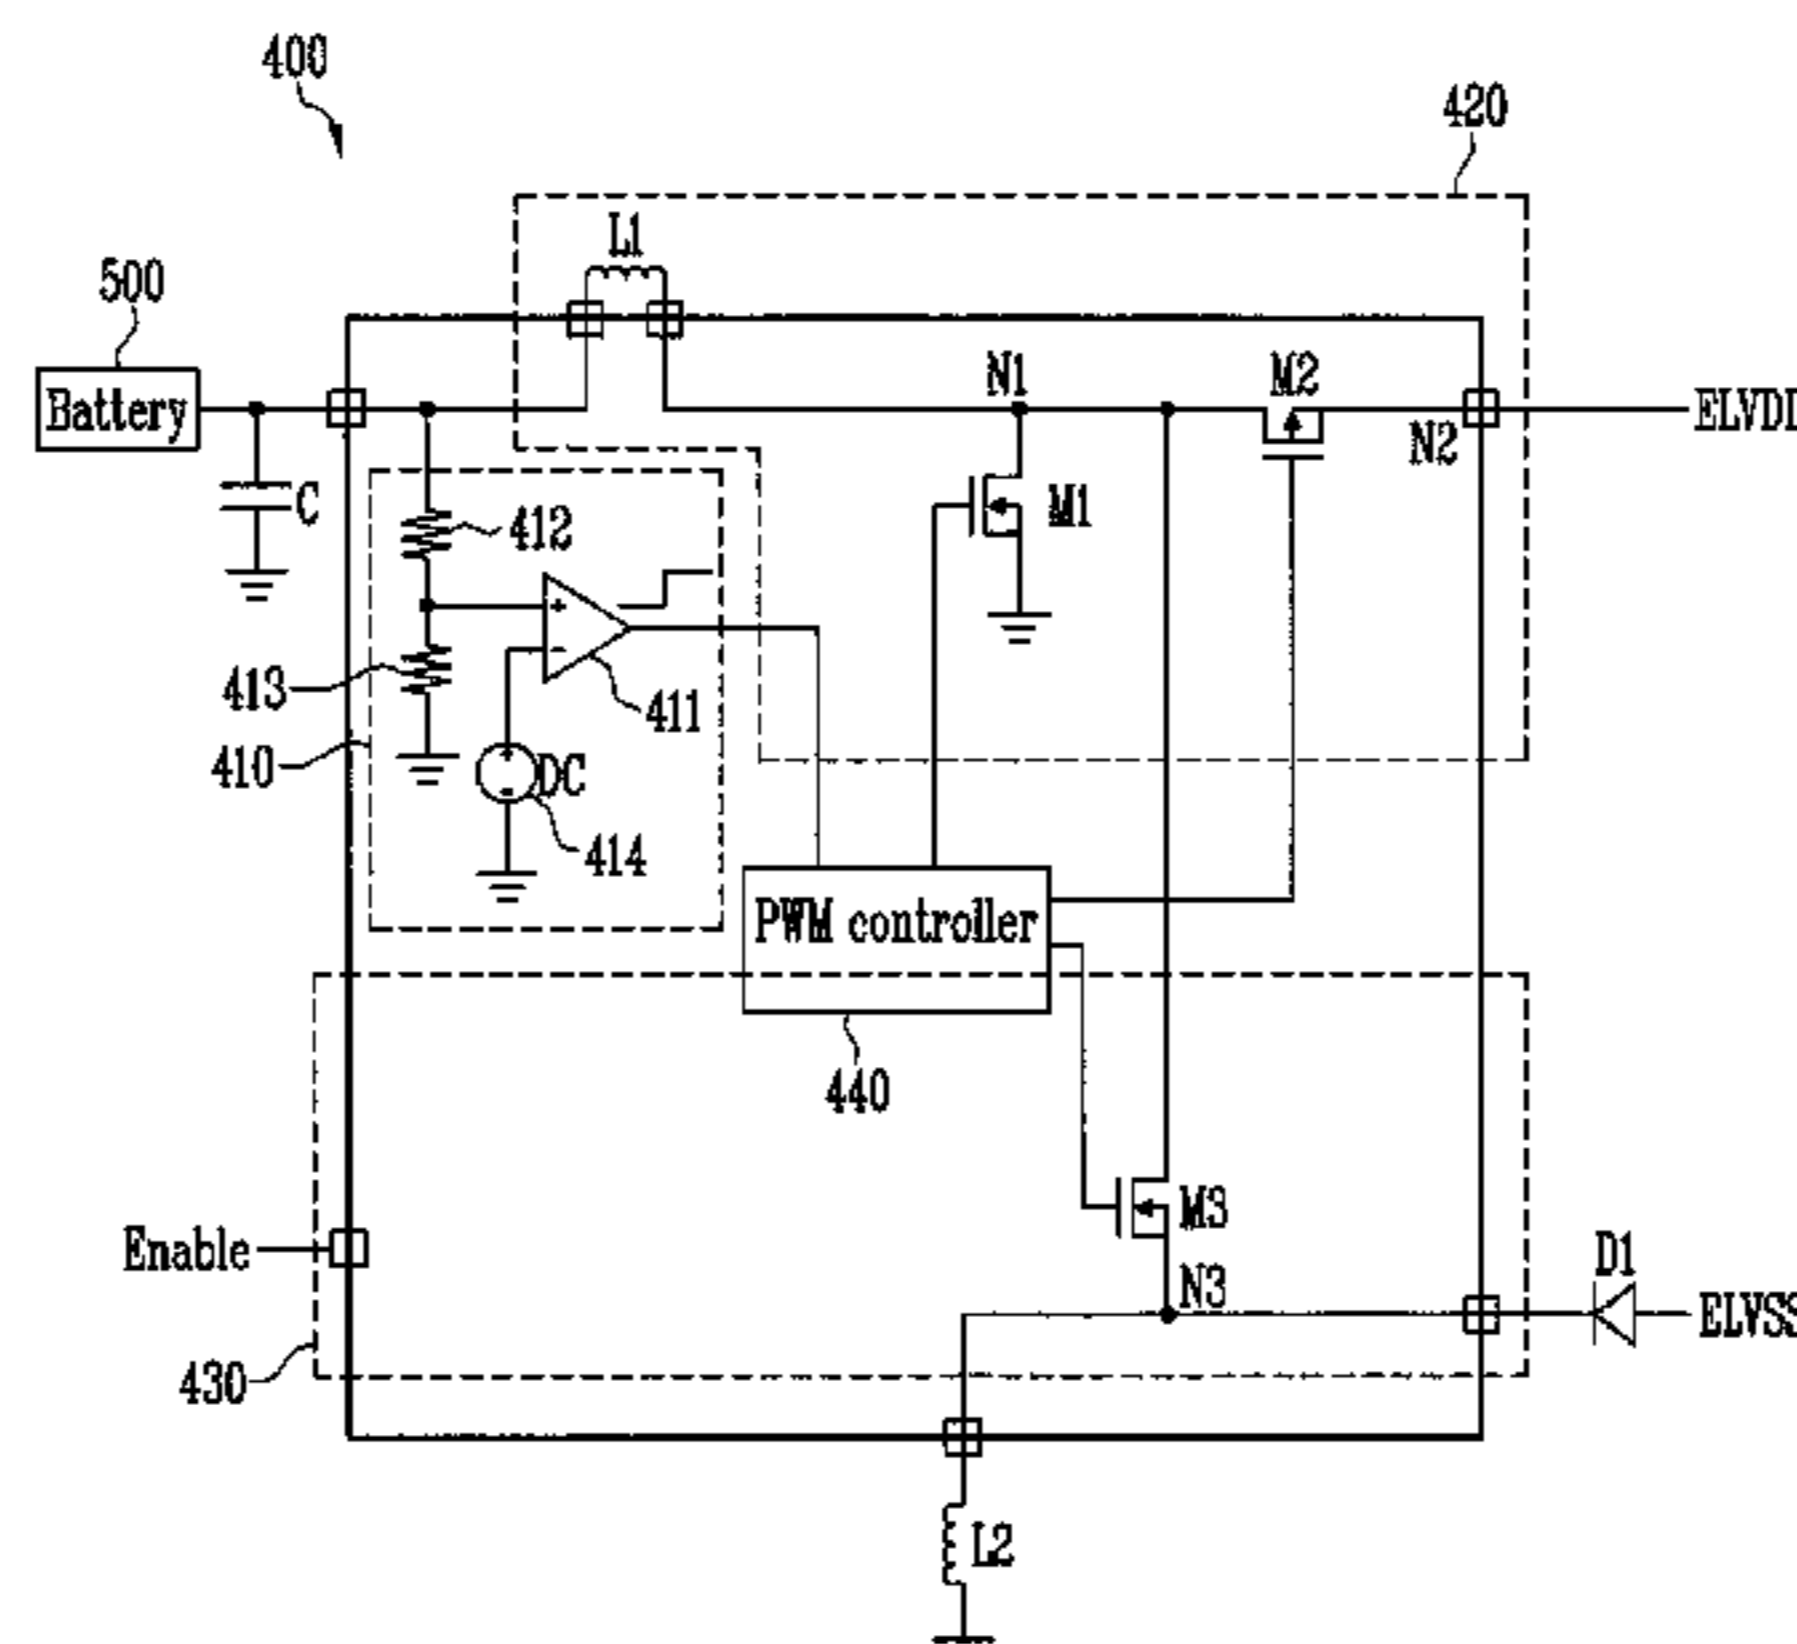 400
420
L1
500
Battery
N1
M2
ELVDD
N2
C
412
M1
+
-
413
411
410
+
DC
-
414
PWM controller
440
M3
Enable
N3
D1
ELVSS
430
L2